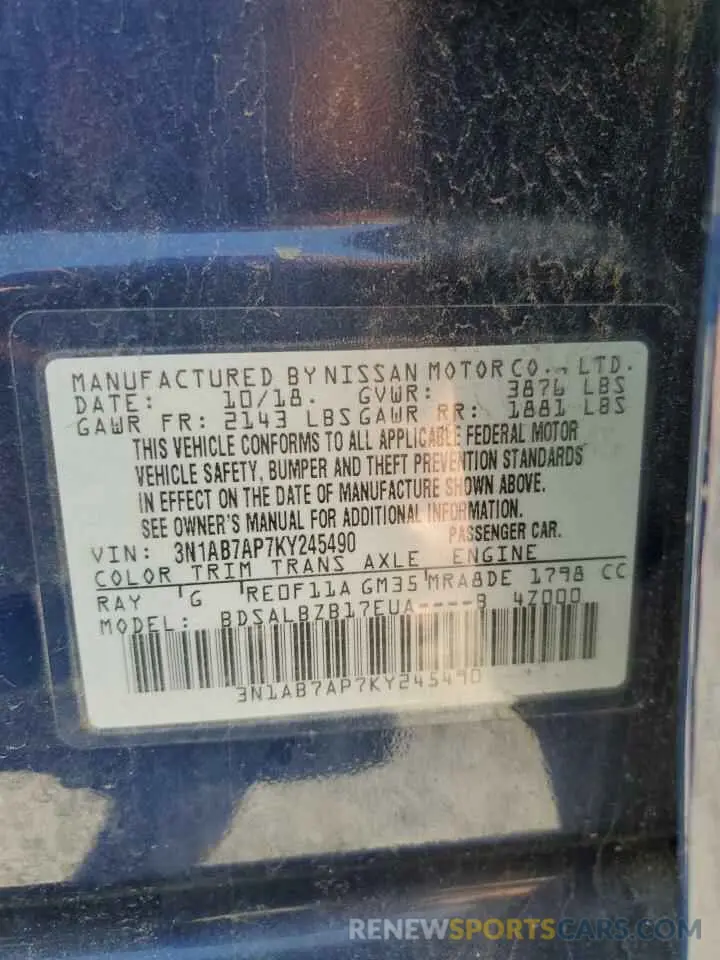 MANUFACTURED BY NISSAN MOTOR CO., LTD.
DATE: 10/18. GVWR: 3876 LBS
GAWR FR: 2143 LBS GAWR RR: 1881 LBS
THIS VEHICLE CONFORMS TO ALL APPLICABLE FEDERAL MOTOR
VEHICLE SAFETY, BUMPER AND THEFT PREVENTION STANDARDS
IN EFFECT ON THE DATE OF MANUFACTURE SHOWN ABOVE.
SEE OWNER'S MANUAL FOR ADDITIONAL INFORMATION.
VIN: 3N1AB7AP7KY245490 PASSENGER CAR.
COLOR TRIM TRANS AXLE ENGINE
RAY G RE0F11A GM35 MRA8DE 1798 CC
MODEL: BDSALBZB17EUA----B 4Z000
3N1AB7AP7KY245490
RENEWSPORTSCARS.COM